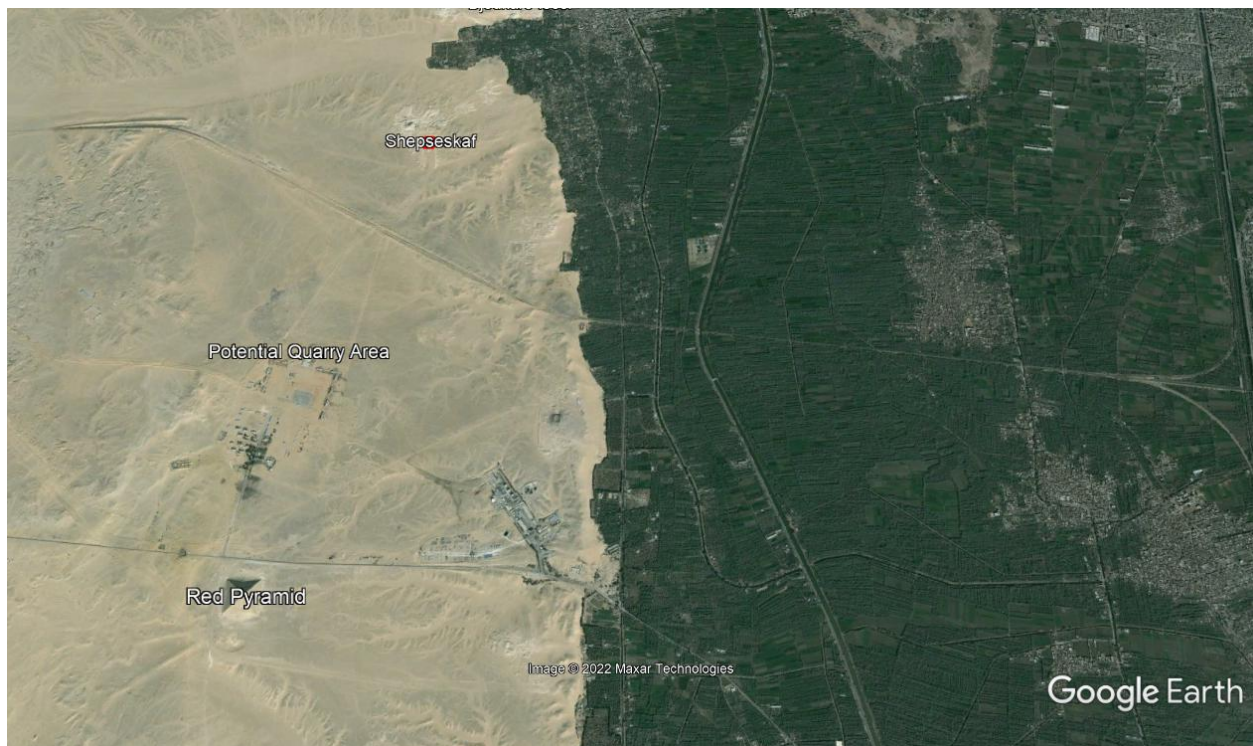 Shepseskaf
Potential Quarry Area
Red Pyramid
Image © 2022 Maxar Technologies
Google Earth